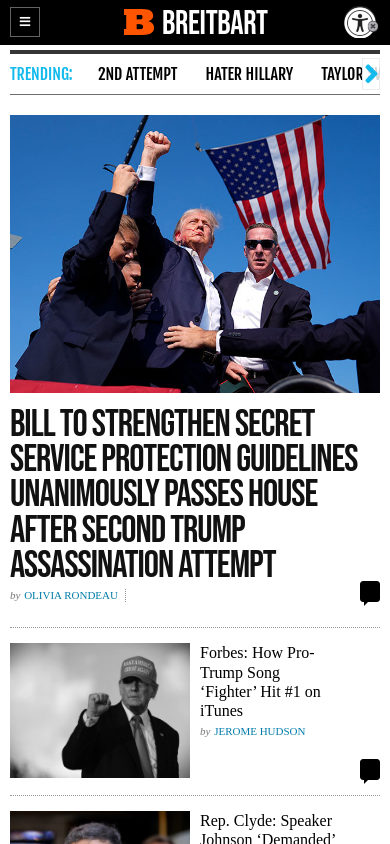 BREITBART
TRENDING:
2ND ATTEMPT
HATER HILLARY
TAYLOR
BILL TO STRENGTHEN SECRET
SERVICE PROTECTION GUIDELINES
UNANIMOUSLY PASSES HOUSE
AFTER SECOND TRUMP
ASSASSINATION ATTEMPT
by OLIVIA RONDEAU
Forbes: How Pro-
Trump Song
‘Fighter’ Hit #1 on
iTunes
by JEROME HUDSON
Rep. Clyde: Speaker
Johnson ‘Demanded’